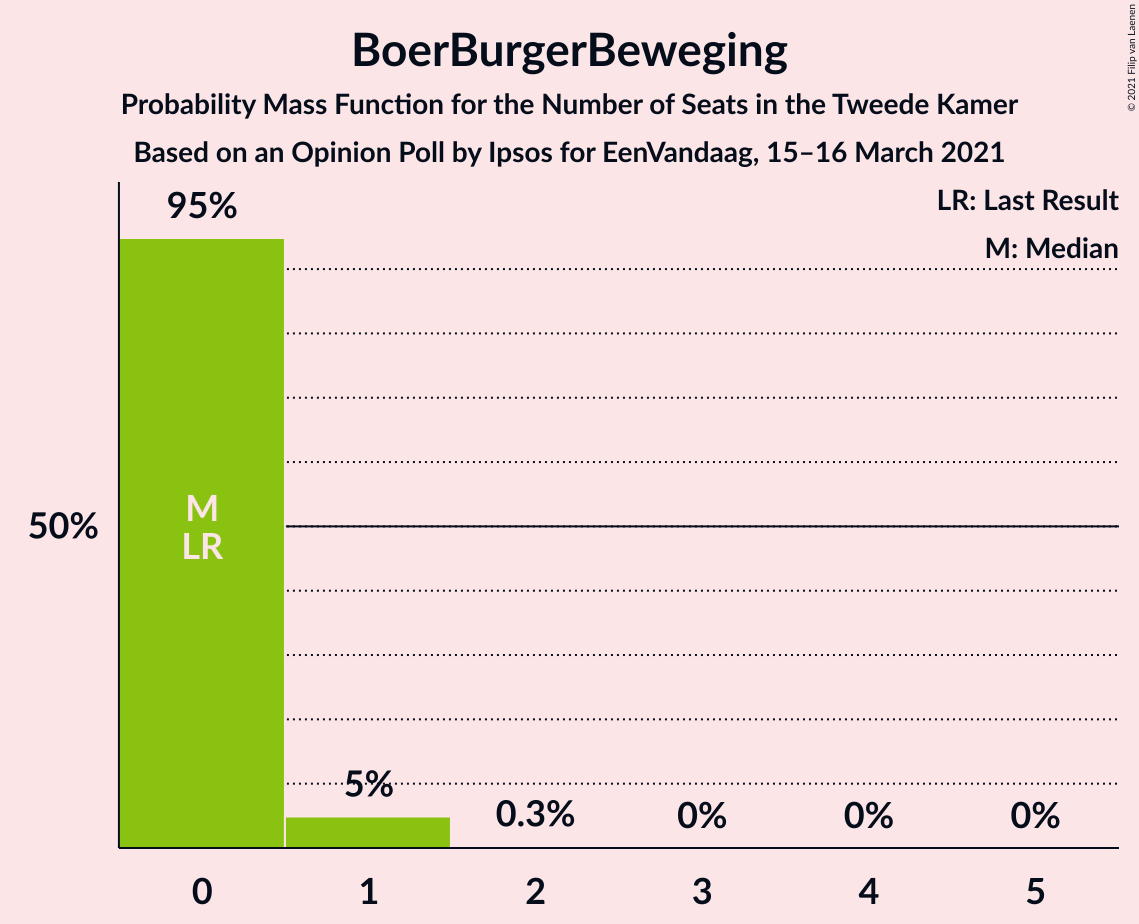 BoerBurgerBeweging
Probability Mass Function for the Number of Seats in the Tweede Kamer
Based on an Opinion Poll by Ipsos for EenVandaag, 15–16 March 2021
© 2021 Filip van Laenen
LR: Last Result
M: Median
95%
M
LR
50%
5%
0.3%
0%
0%
0%
0
1
2
3
4
5